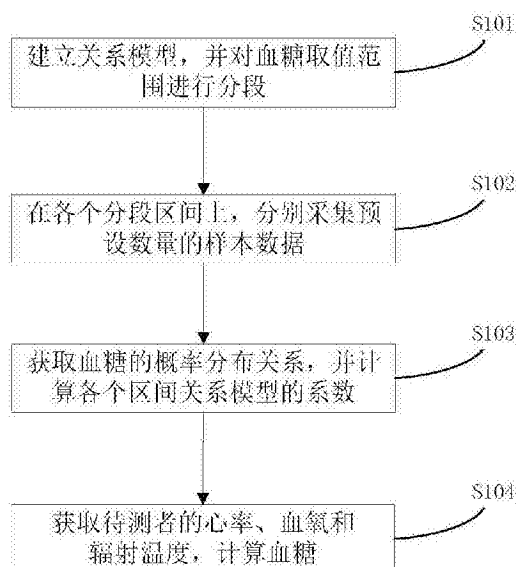 S101
建立关系模型，并对血糖取值范
围进行分段
S102
在各个分段区间上，分别采集预
设数量的样本数据
S103
获取血糖的概率分布关系，并计
算各个区间关系模型的系数
S104
获取待测者的心率、血氧和
辐射温度，计算血糖